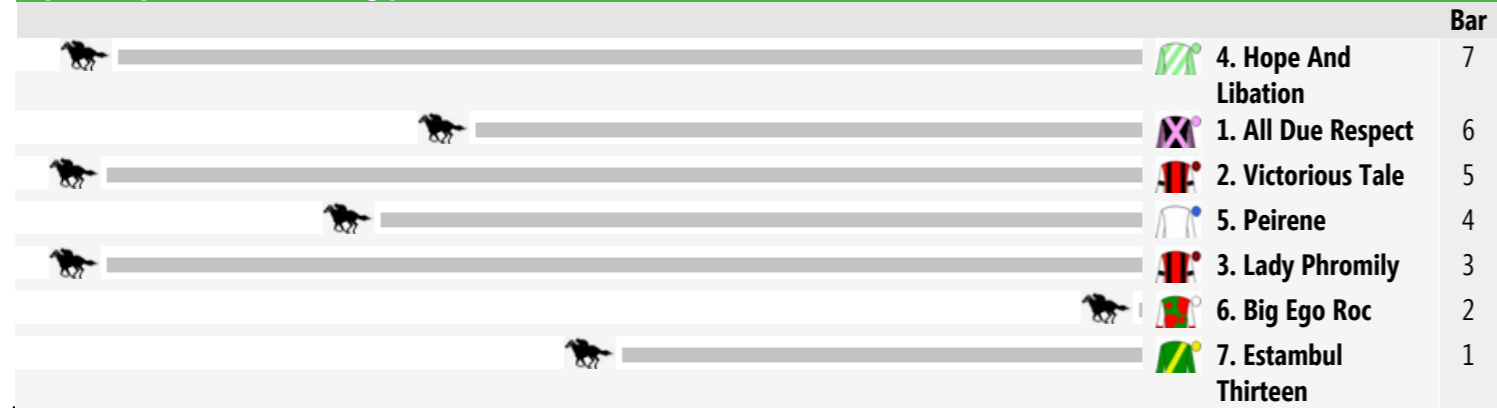 Bar
4. Hope And
Libation
7
1. All Due Respect
6
2. Victorious Tale
5
5. Peirene
4
3. Lady Phromily
3
6. Big Ego Roc
2
7. Estambul
Thirteen
1